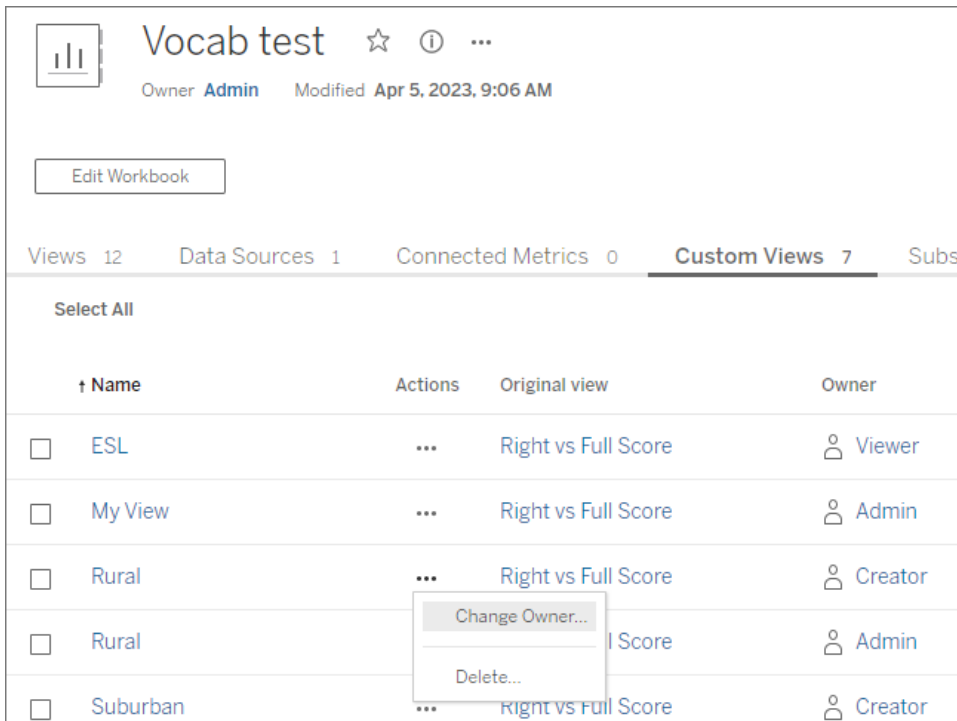 Vocab test
Owner Admin Modified Apr 5, 2023, 9:06 AM
Edit Workbook
Views 12 Data Sources 1 Connected Metrics 0 Custom Views 7 Subs
Select All
↑ Name Actions Original view Owner
ESL ••• Right vs Full Score Viewer
My View ••• Right vs Full Score Admin
Rural ••• Right vs Full Score Creator
Change Owner...
Rural l Score Admin
Delete...
Suburban ••• Right vs Full Score Creator